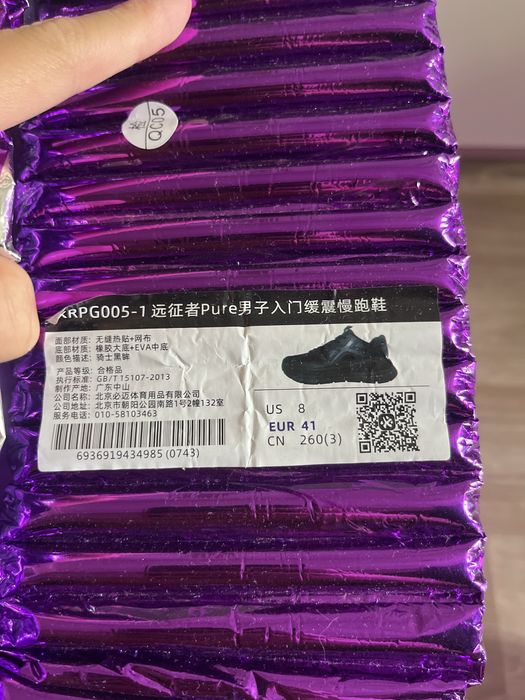 检
QC05
XRPG005-1 远征者Pure男子入门缓震慢跑鞋
面部材质: 无缝热贴+网布
底部材质: 橡胶大底+EVA中底
颜色描述: 骑士黑眸
产品等级: 合格品
执行标准: GB/T 15107-2013
制作产地: 广东中山
公司名称: 北京必迈体育用品有限公司
公司地址: 北京市朝阳公园南路1号2幢132室
服务电话: 010-58103463
6936919434985 (0743)
US 8
EUR 41
CN 260(3)